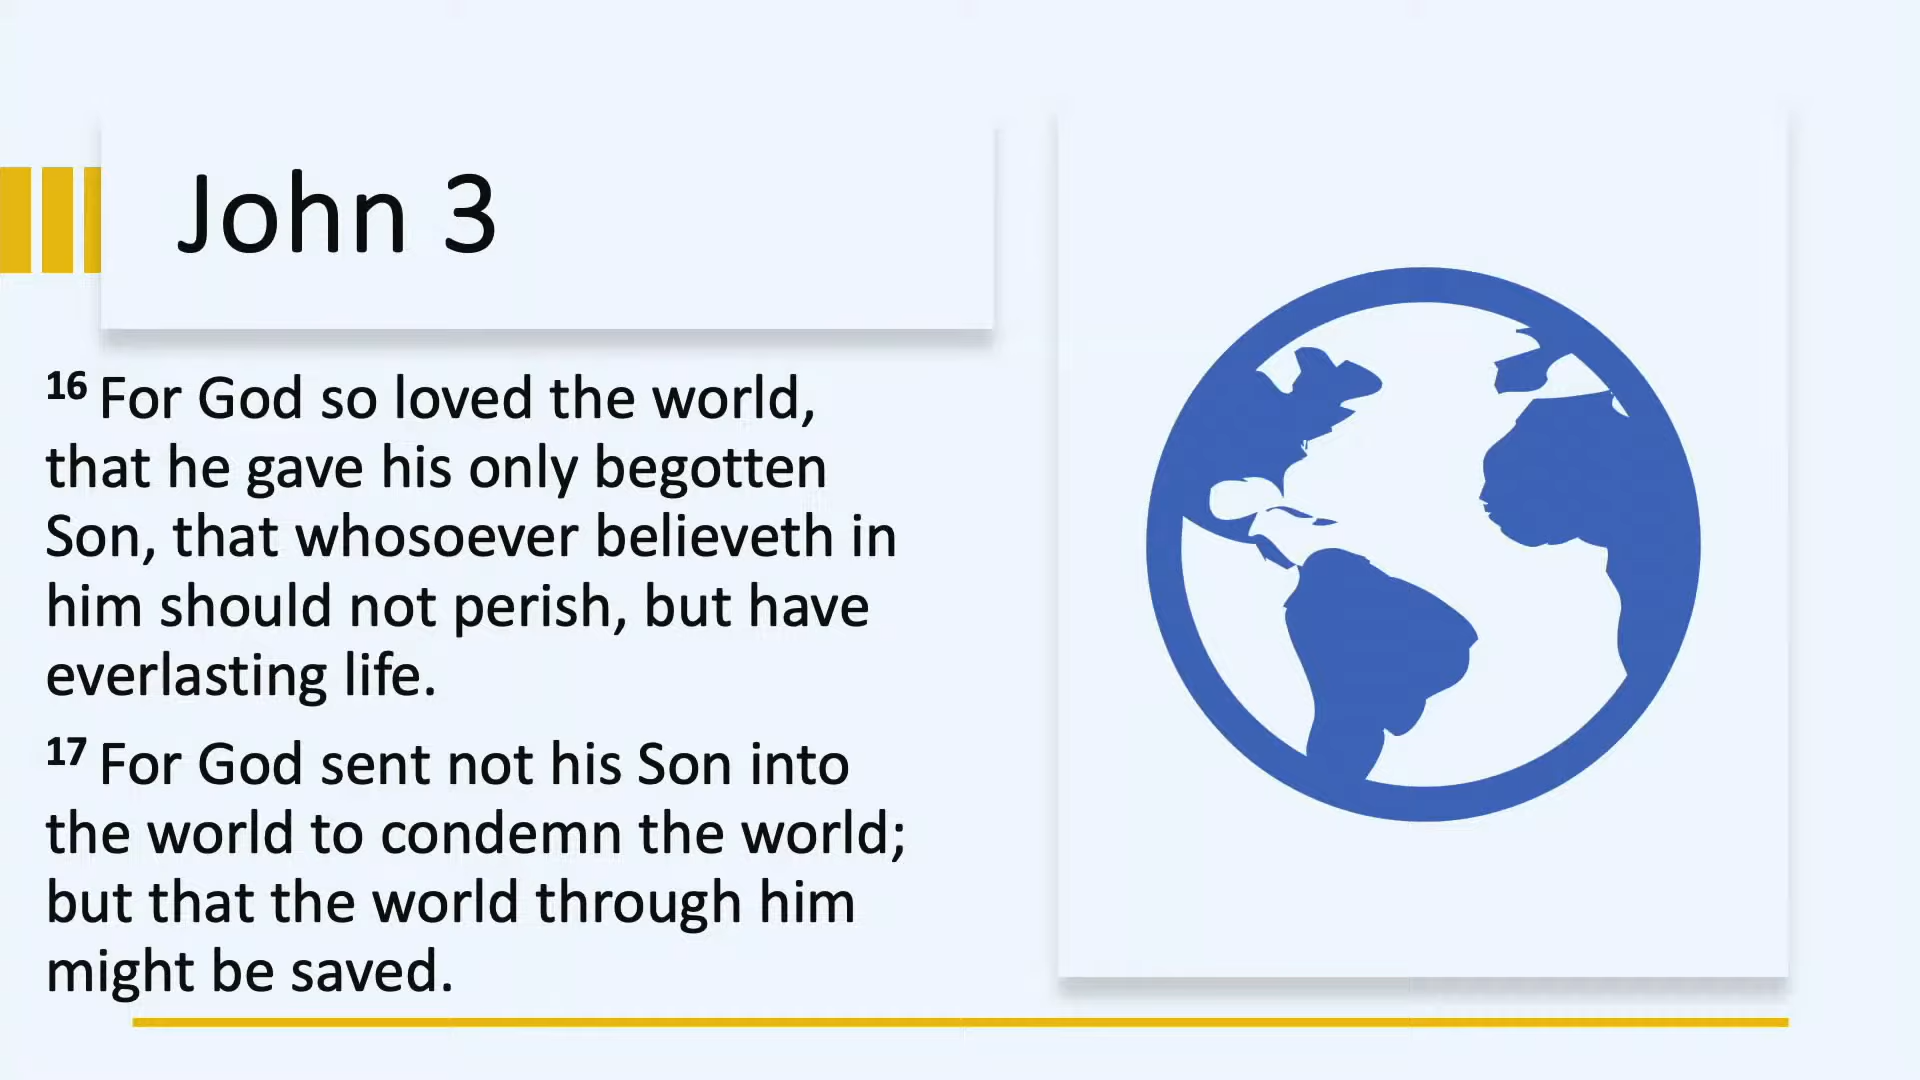 John 3
16 For God so loved the world,
that he gave his only begotten
Son, that whosoever believeth in
him should not perish, but have
everlasting life.
17 For God sent not his Son into
the world to condemn the world;
but that the world through him
might be saved.